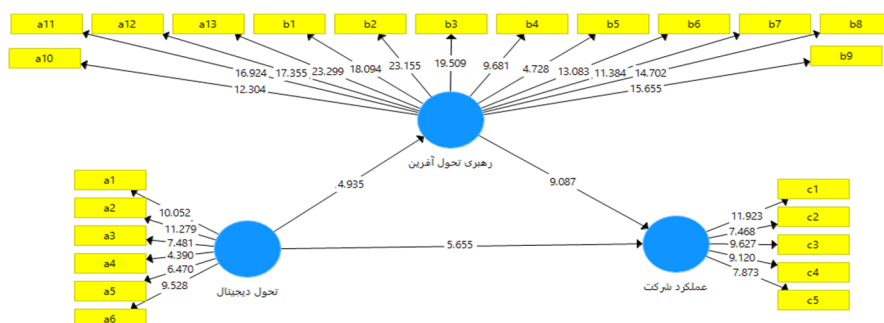 a11 a12 a13 b1 b2 b3 b4 b5 b6 b7 b8
a10 b9
16.924 17.355 23.299 18.094 23.155 19.509 9.681 4.728 13.083 11.384 14.702
12.304 15.655
رهبری تحول آفرین
4.935 9.087
a1
a2
a3
a4
a5
a6
10.052
11.279
7.481
4.390
6.470
9.528
تحول دیجیتال
5.655
11.923
7.468
9.627
9.120
7.873
عملکرد شرکت
c1
c2
c3
c4
c5